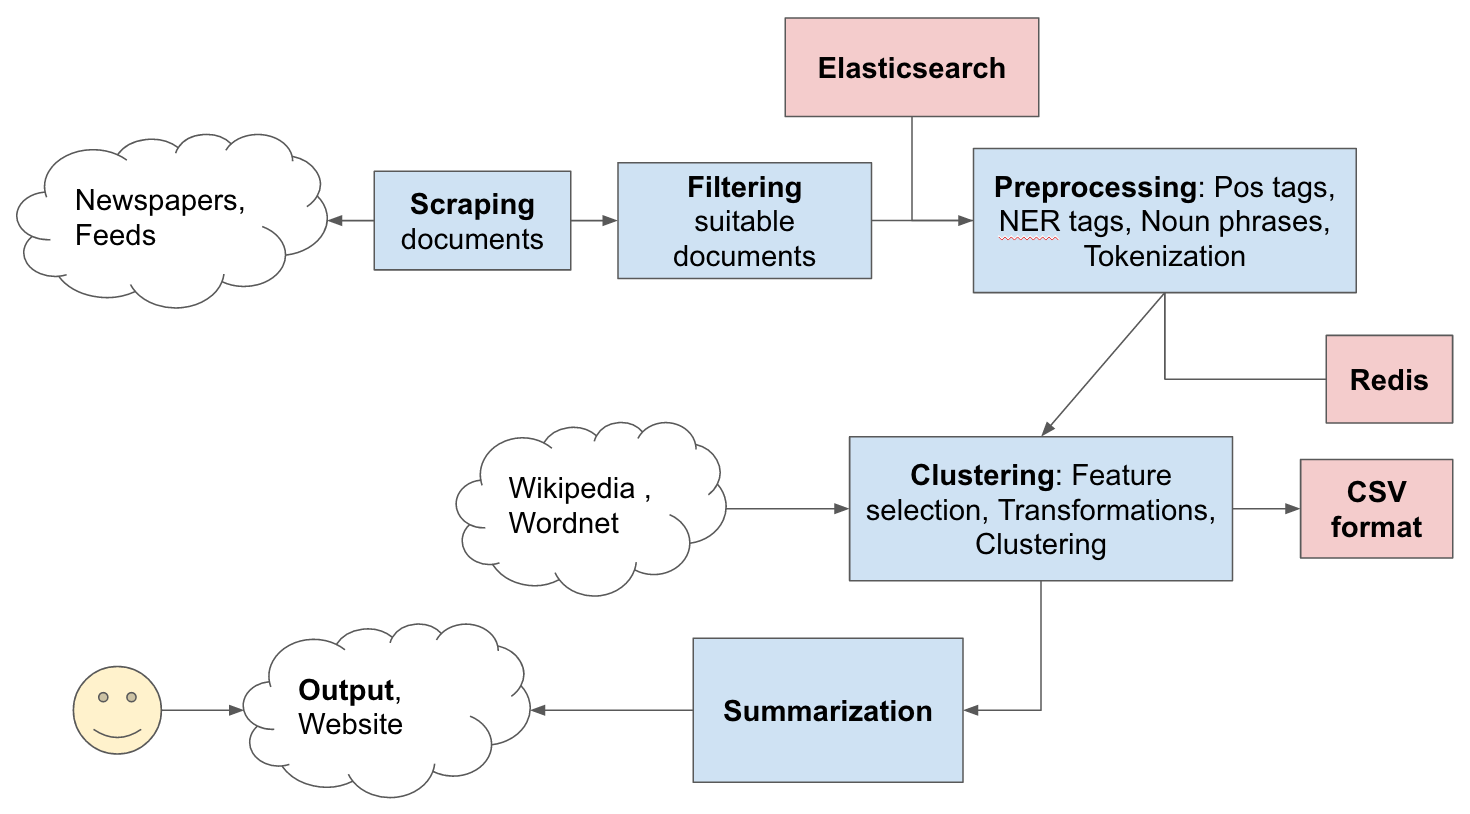 Elasticsearch
Newspapers,
Feeds
Scraping
documents
Filtering
suitable
documents
Preprocessing: Pos tags,
NER tags, Noun phrases,
Tokenization
Redis
Wikipedia ,
Wordnet
Clustering: Feature
selection, Transformations,
Clustering
CSV
format
Output,
Website
Summarization